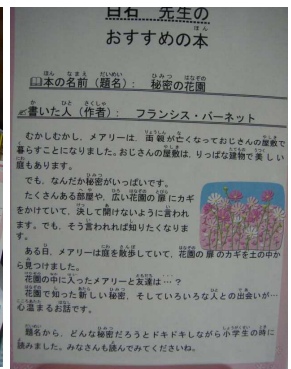 白石 先生の
おすすめの本
本の名前（題名）： 秘密の花園
書いた人（作者）： フランシス・バーネット
むかしむかし、メアリーは、両親が亡くなっておじさんの屋敷で
暮らすことになりました。おじさんの屋敷は、りっぱな建物で美しい
庭もあります。
でも、なんだか秘密がいっぱいです。
たくさんある部屋や、広い花園の扉にカギ
をかけていて、決して開けないように言われ
ます。でも、そう言われれば知りたくなりま
す。
ある日、メアリーは庭を散歩していて、花園の扉のカギを土の中か
ら見つけました。
花園の中に入ったメアリーと友達は…？
花園で知った新しい秘密、そしていろいろな人との出会いが…
心温まるお話です。
題名から、どんな秘密だろうとドキドキしながら小学生の時に
読みました。みなさんも読んでみてくださいね。